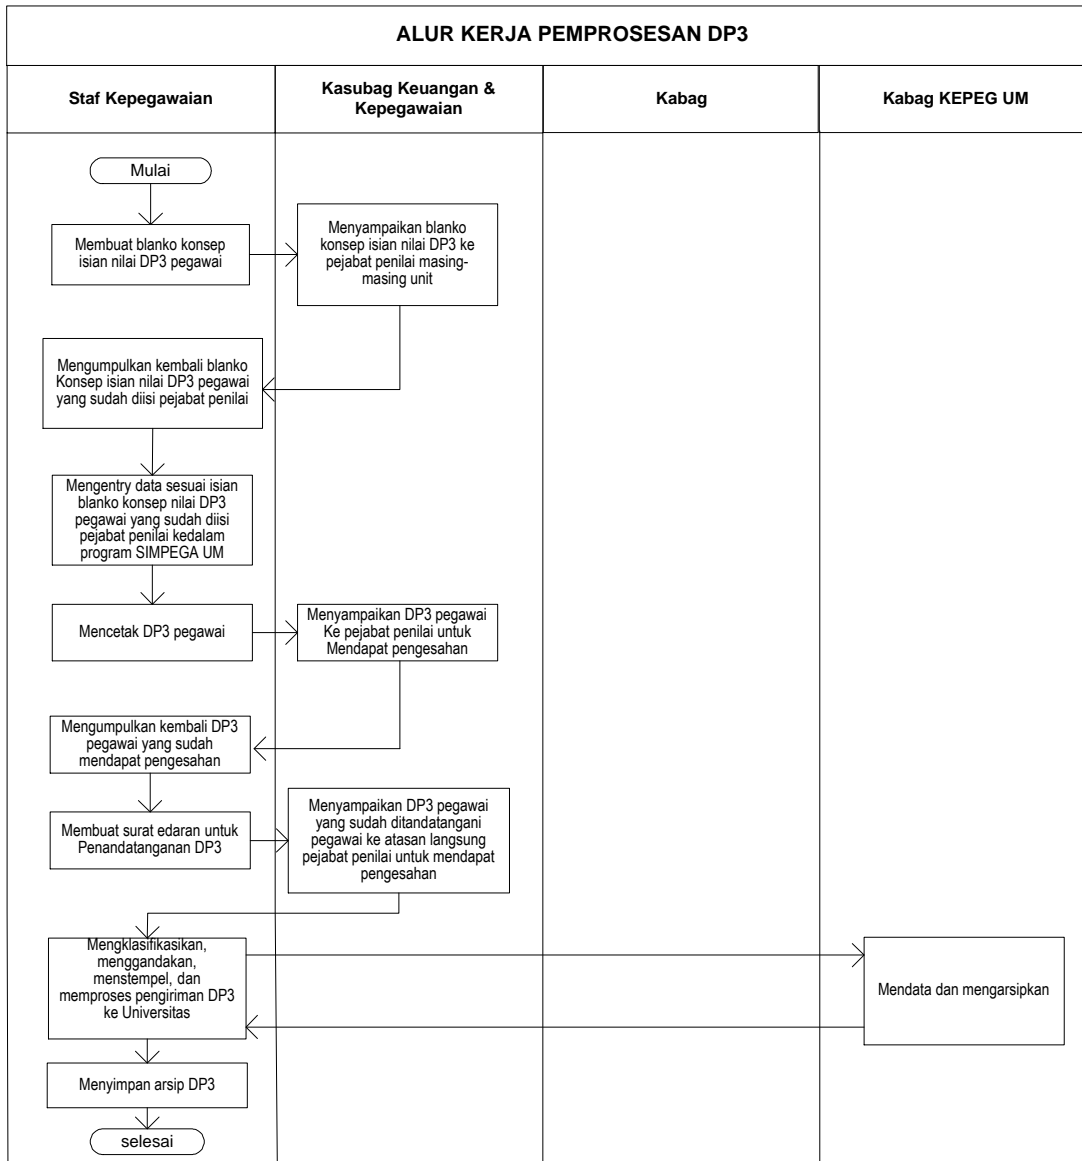 ALUR KERJA PEMPROSESAN DP3
Staf Kepegawaian
Kasubag Keuangan &
Kepegawaian
Kabag
Kabag KEPEG UM
Mulai
Membuat blanko konsep
isian nilai DP3 pegawai
Menyampaikan blanko
konsep isian nilai DP3 ke
pejabat penilai masing-
masing unit
Mengumpulkan kembali blanko
Konsep isian nilai DP3 pegawai
yang sudah diisi pejabat penilai
Mengentry data sesuai isian
blanko konsep nilai DP3
pegawai yang sudah diisi
pejabat penilai kedalam
program SIMPEGA UM
Mencetak DP3 pegawai
Menyampaikan DP3 pegawai
Ke pejabat penilai untuk
Mendapat pengesahan
Mengumpulkan kembali DP3
pegawai yang sudah
mendapat pengesahan
Membuat surat edaran untuk
Penandatanganan DP3
Menyampaikan DP3 pegawai
yang sudah ditandatangani
pegawai ke atasan langsung
pejabat penilai untuk mendapat
pengesahan
Mengklasifikasikan,
menggandakan,
menstempel, dan
memproses pengiriman DP3
ke Universitas
Mendata dan mengarsipkan
Menyimpan arsip DP3
selesai